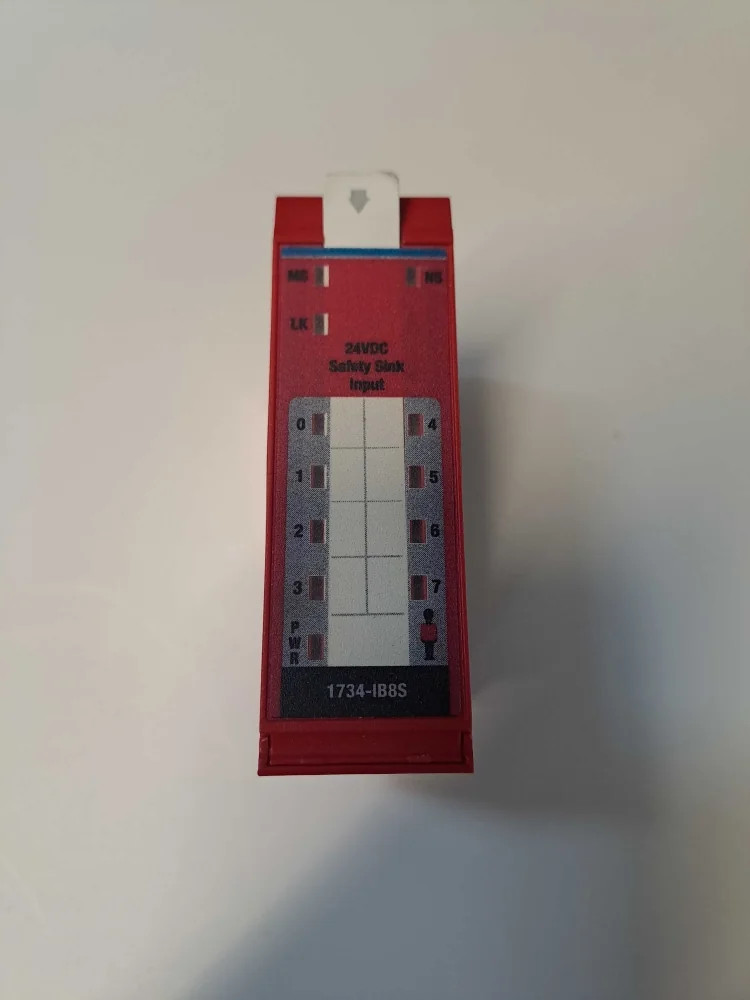 MS NS
LK
24VDC
Safety Sink
Input
0 4
1 5
2 6
3 7
P
W
R
1734-IB8S